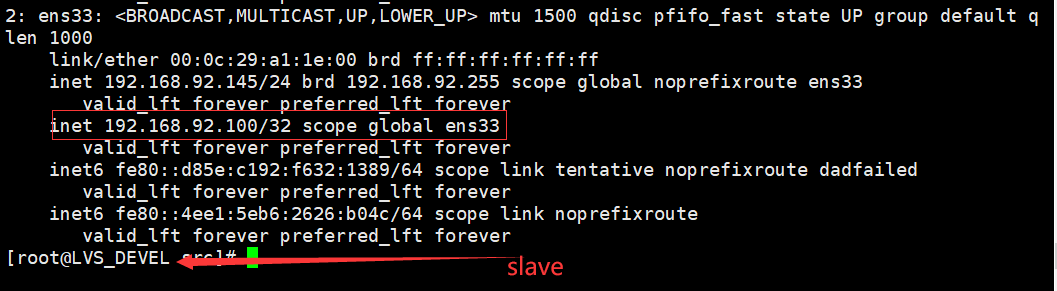 2: ens33: <BROADCAST,MULTICAST,UP,LOWER_UP> mtu 1500 qdisc pfifo_fast state UP group default q
len 1000
link/ether 00:0c:29:a1:1e:00 brd ff:ff:ff:ff:ff:ff
inet 192.168.92.145/24 brd 192.168.92.255 scope global noprefixroute ens33
valid_lft forever preferred_lft forever
inet 192.168.92.100/32 scope global ens33
valid_lft forever preferred_lft forever
inet6 fe80::d85e:c192:f632:1389/64 scope link tentative noprefixroute dadfailed
valid_lft forever preferred_lft forever
inet6 fe80::4ee1:5eb6:2626:b04c/64 scope link noprefixroute
valid_lft forever preferred_lft forever
[root@LVS_DEVEL src]#
slave